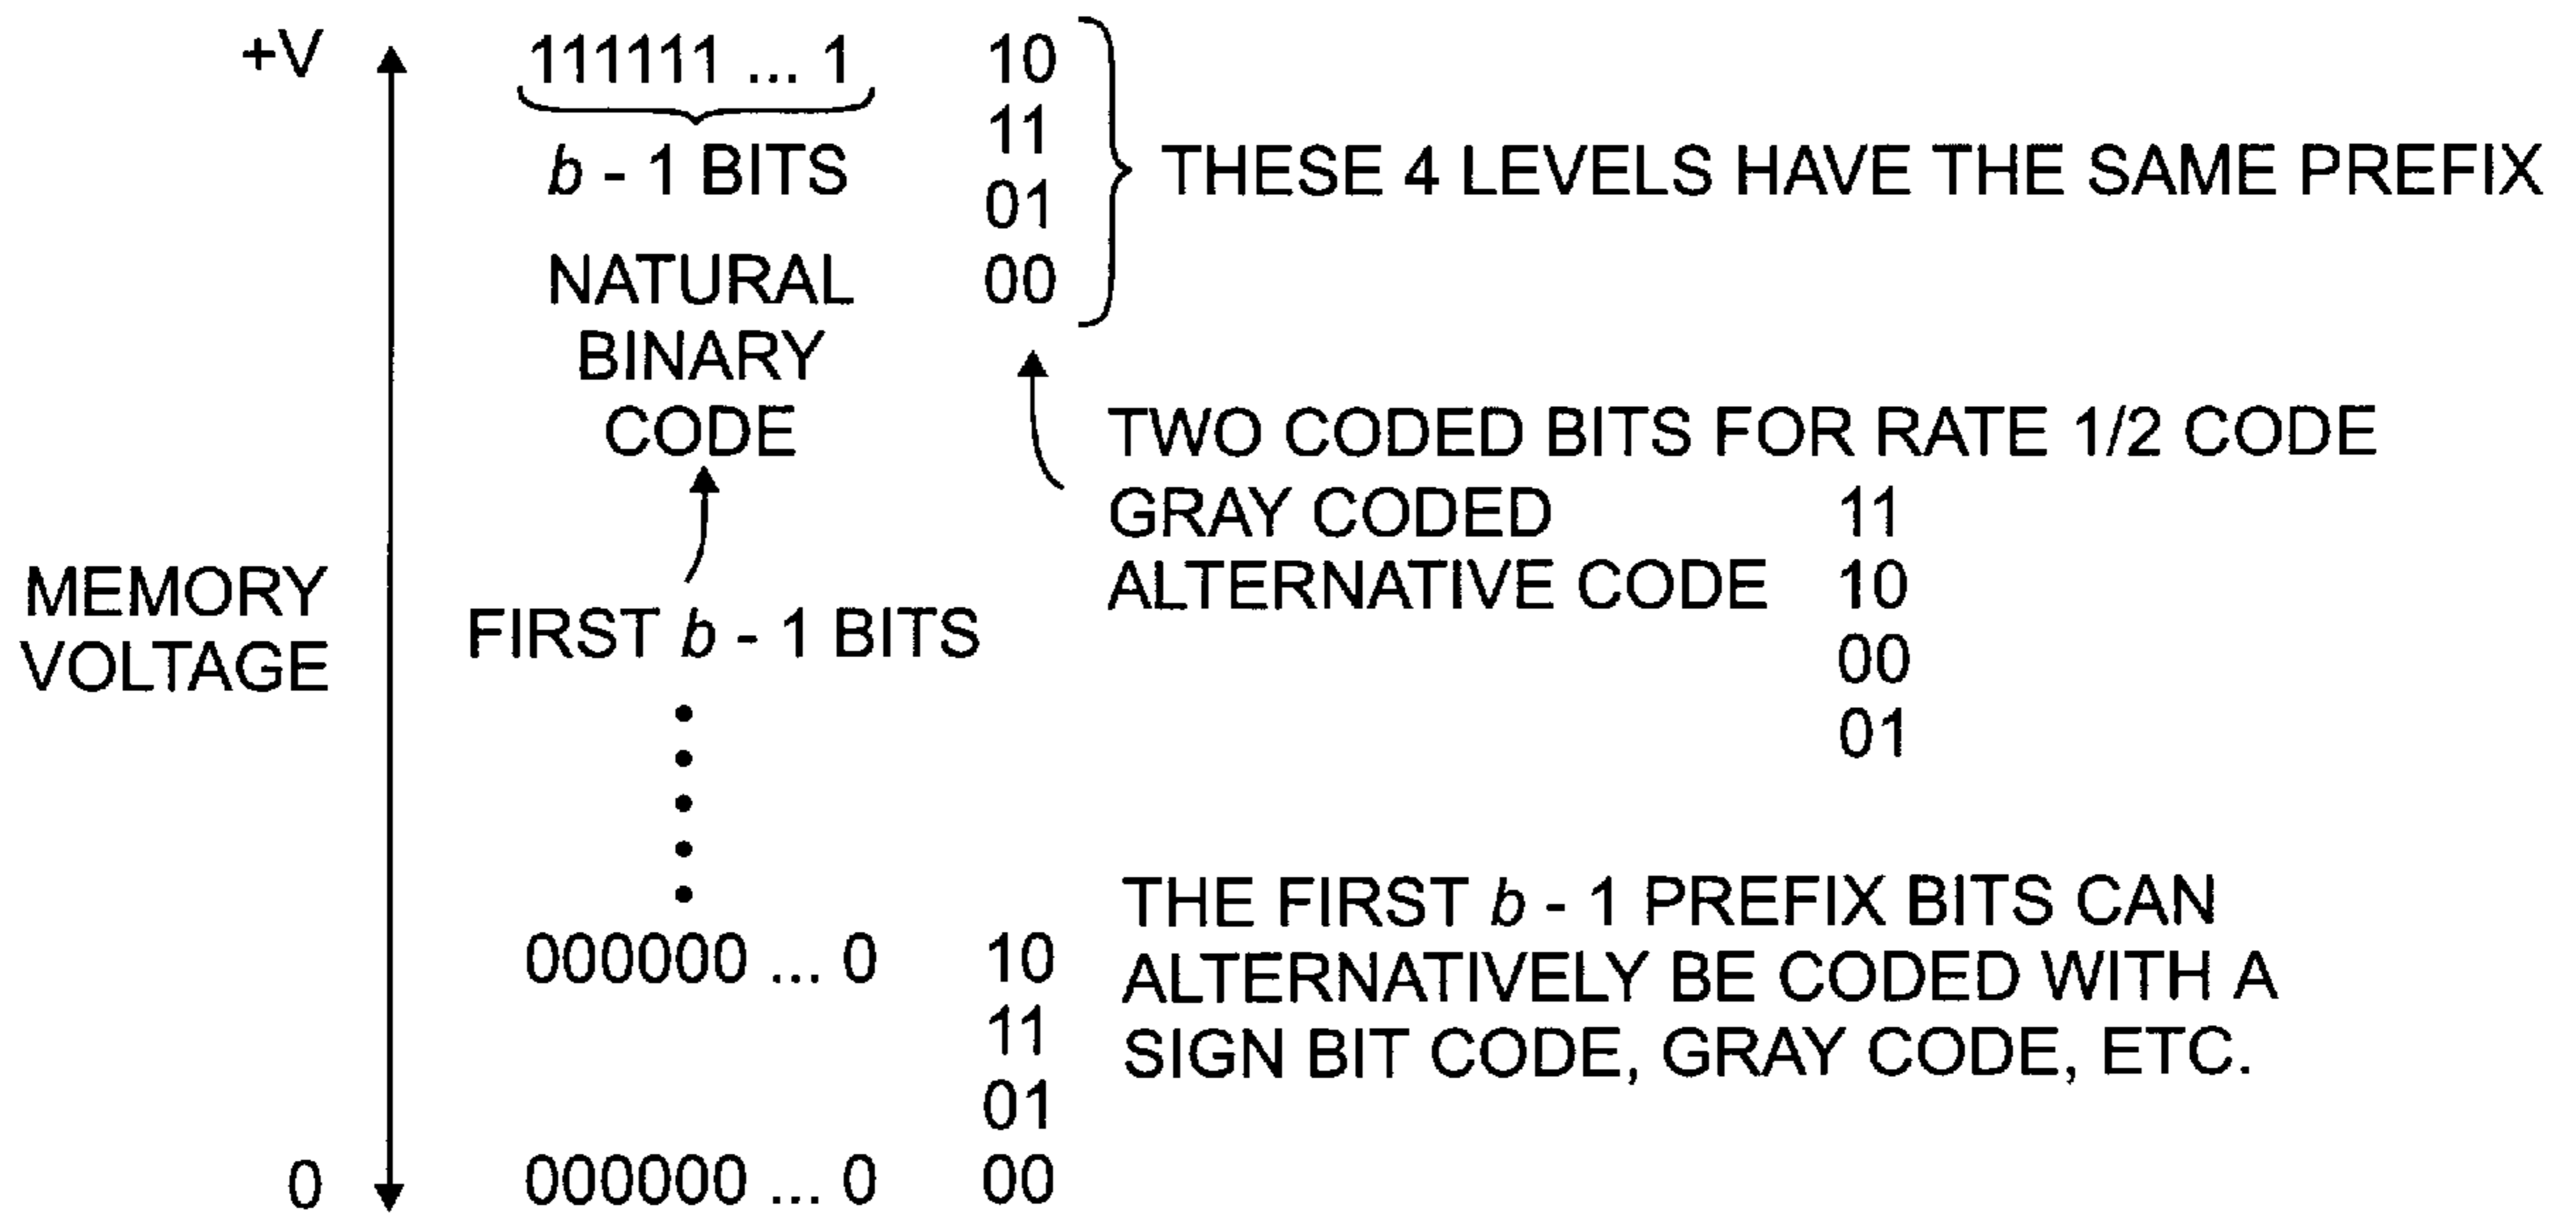 +V 111111 ... 1 10
11
b - 1 BITS
THESE 4 LEVELS HAVE THE SAME PREFIX
01
NATURAL 00
BINARY
CODE
TWO CODED BITS FOR RATE 1/2 CODE
GRAY CODED 11
ALTERNATIVE CODE 10
00
01
MEMORY
VOLTAGE
FIRST b - 1 BITS
000000 ... 0 10
11
01
0 000000 ... 0 00
THE FIRST b - 1 PREFIX BITS CAN
ALTERNATIVELY BE CODED WITH A
SIGN BIT CODE, GRAY CODE, ETC.